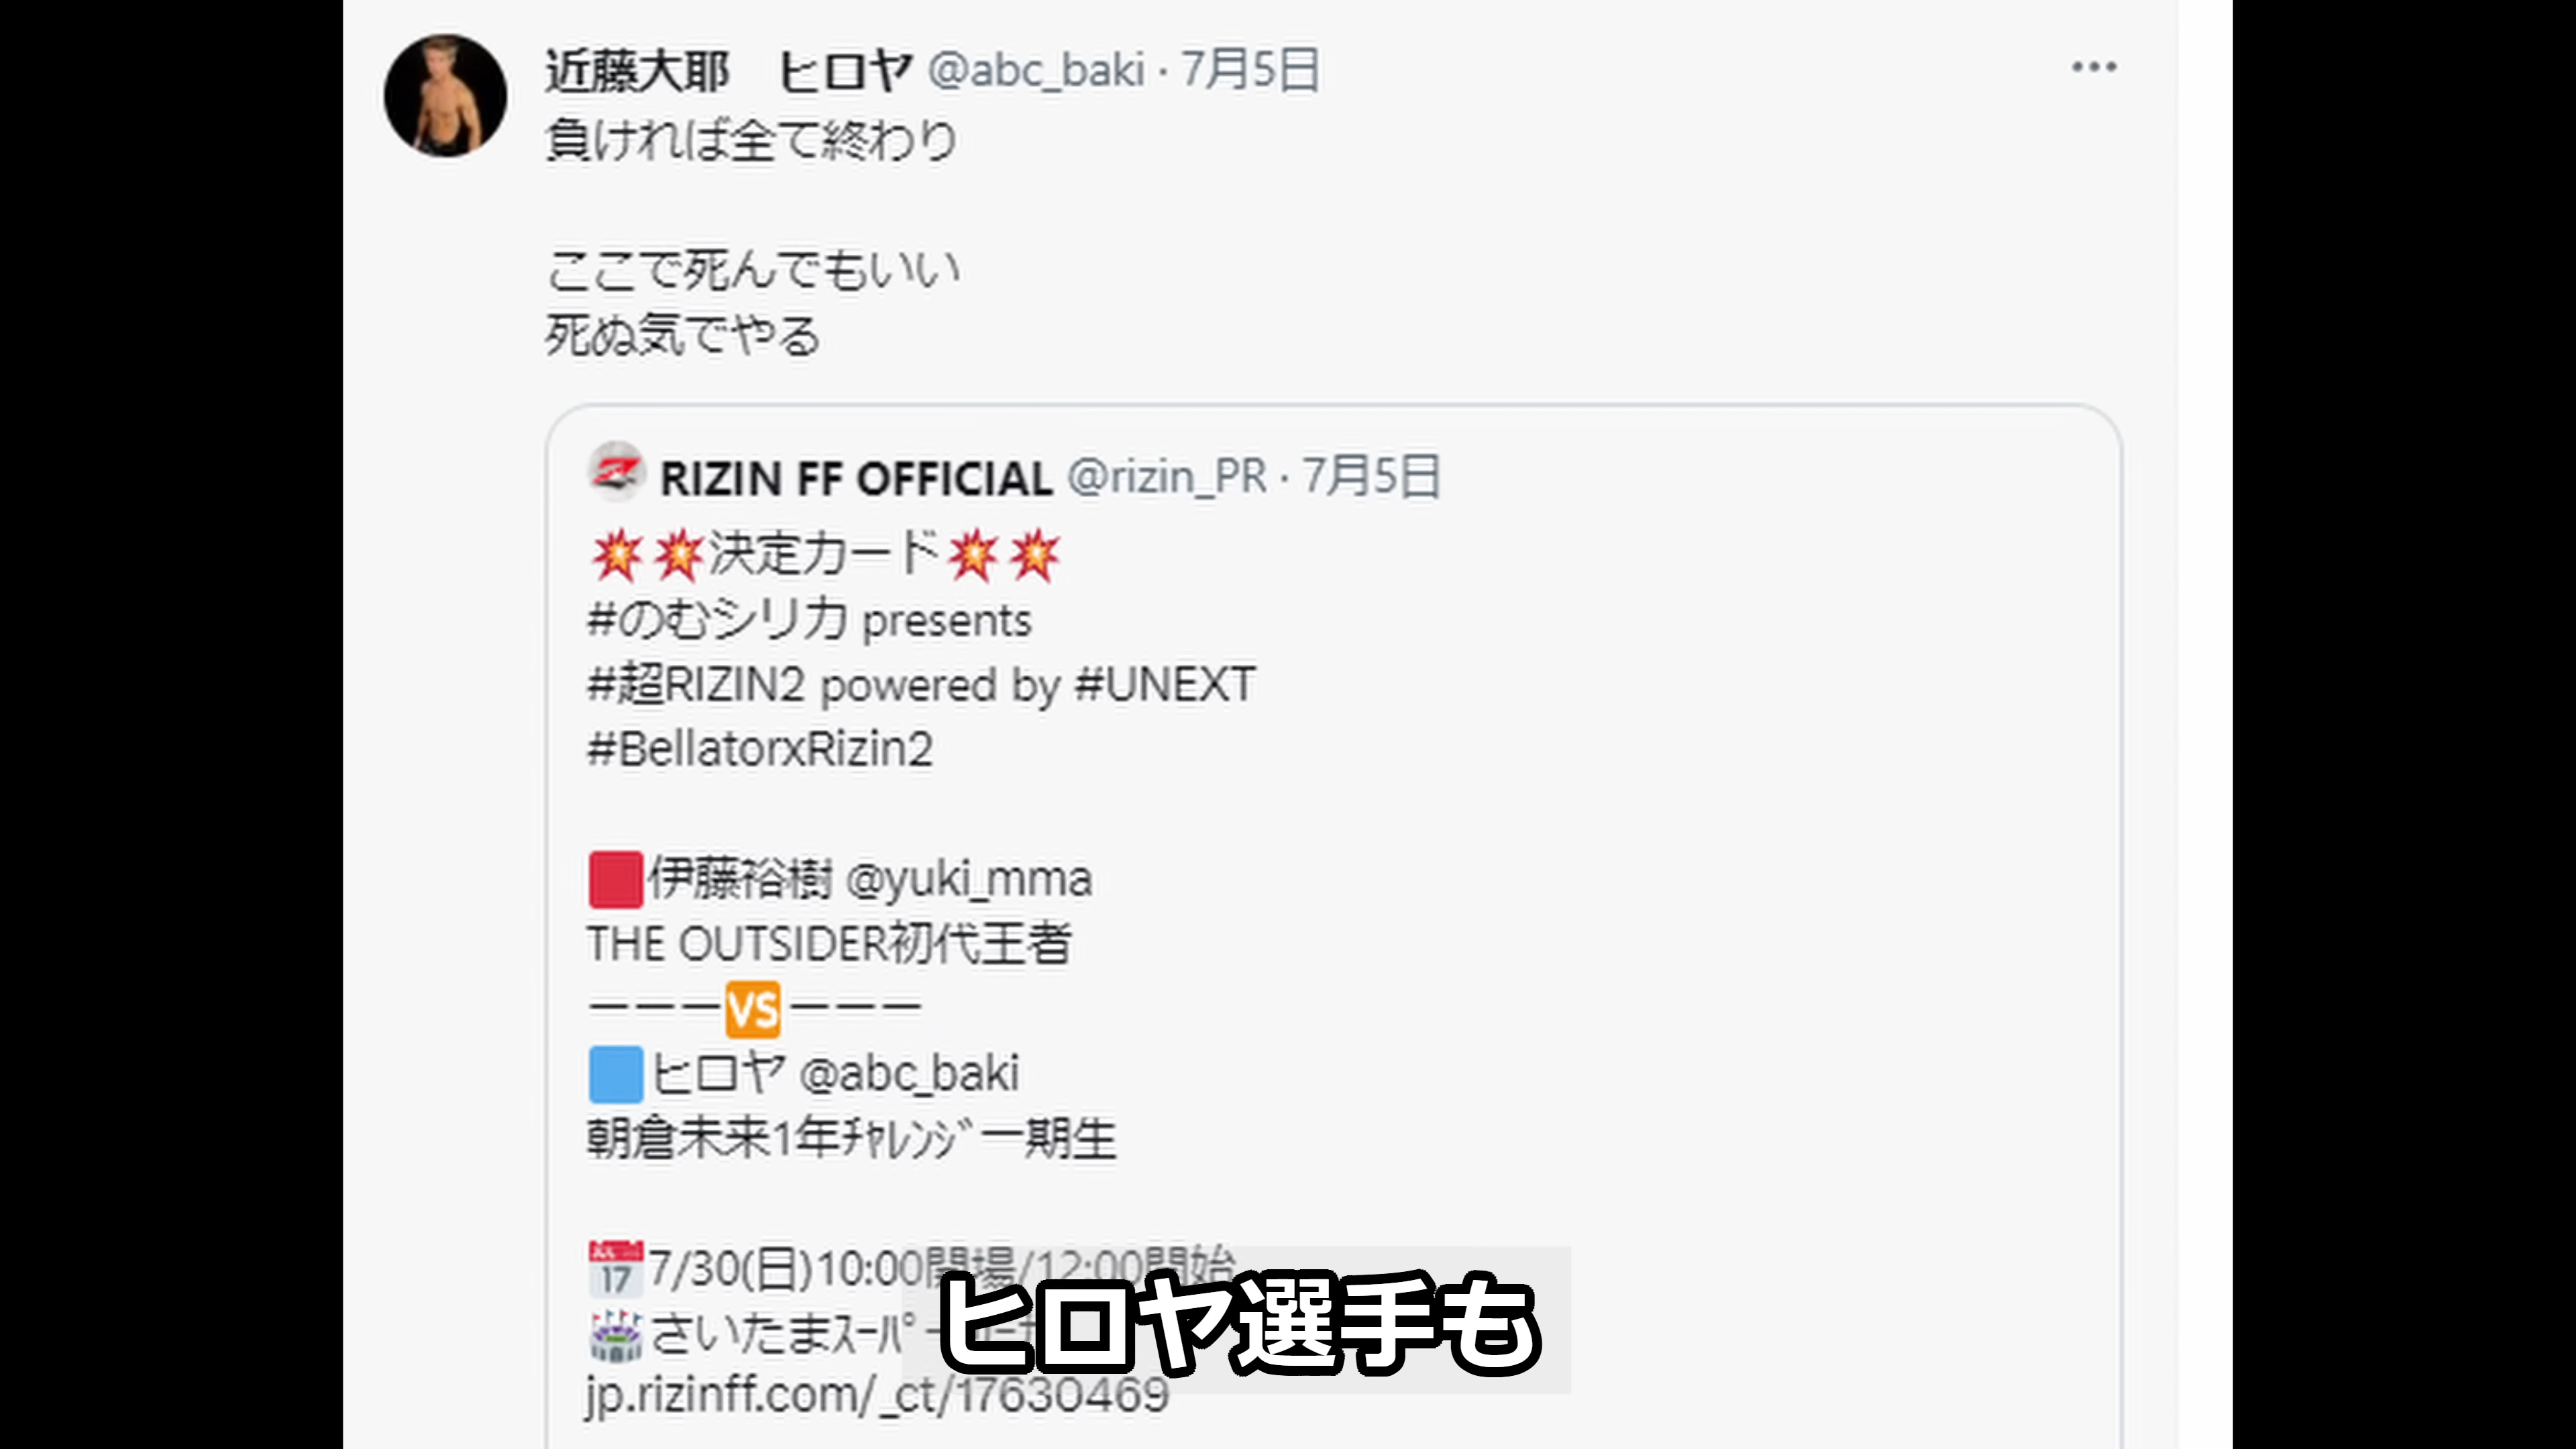 近藤大耶　ヒロヤ @abc_baki · 7月5日
負ければ全て終わり
ここで死んでもいい
死ぬ気でやる
RIZIN FF OFFICIAL @rizin_PR · 7月5日
💥💥決定カード💥💥
#のむシリカ presents
#超RIZIN2 powered by #UNEXT
#BellatorxRizin2
🟥伊藤裕樹 @yuki_mma
THE OUTSIDER初代王者
ーーー🆚ーーー
🟦ヒロヤ @abc_baki
朝倉未来1年ﾁｬﾚﾝｼﾞ一期生
📅7/30(日)10:00開場/12:00開始
🏟さいたまｽｰﾊﾟｰ
jp.rizinff.com/_ct/17630469
ヒロヤ選手も